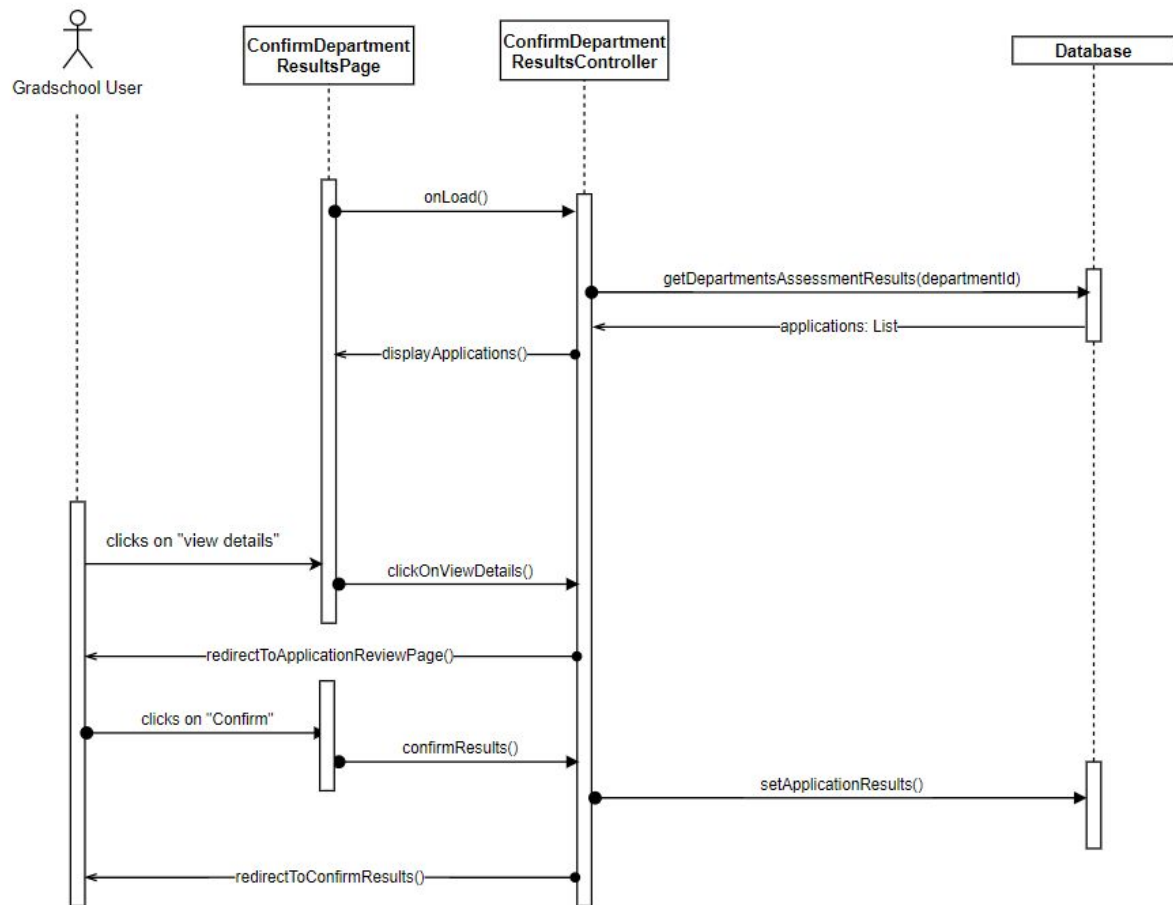 Gradschool User
ConfirmDepartment
ResultsPage
ConfirmDepartment
ResultsController
Database
onLoad()
getDepartmentsAssessmentResults(departmentId)
applications: List
displayApplications()
clicks on "view details"
clickOnViewDetails()
redirectToApplicationReviewPage()
clicks on "Confirm"
confirmResults()
setApplicationResults()
redirectToConfirmResults()